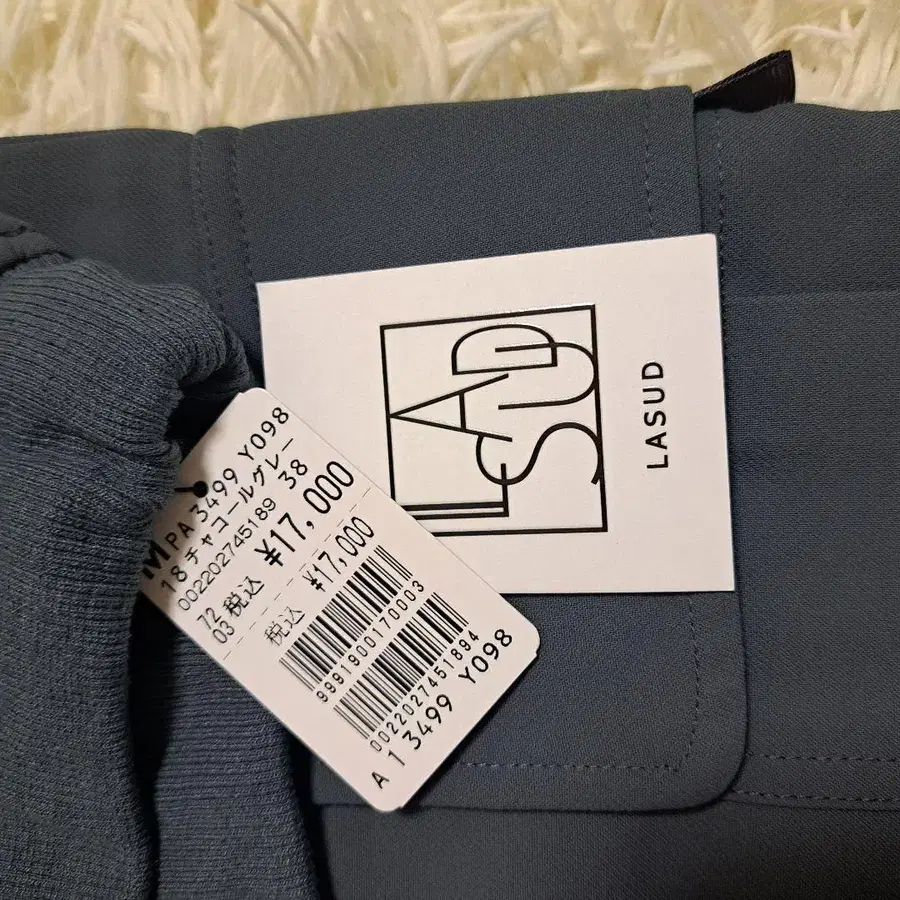 LASUD
LASUD
M PA 3499 Y098
18 チャコールグレー
002202745189 38
72
03 税込 ¥17,000
税込 ¥17,000
9991900170003
0022027451894
A 1 3499 Y098